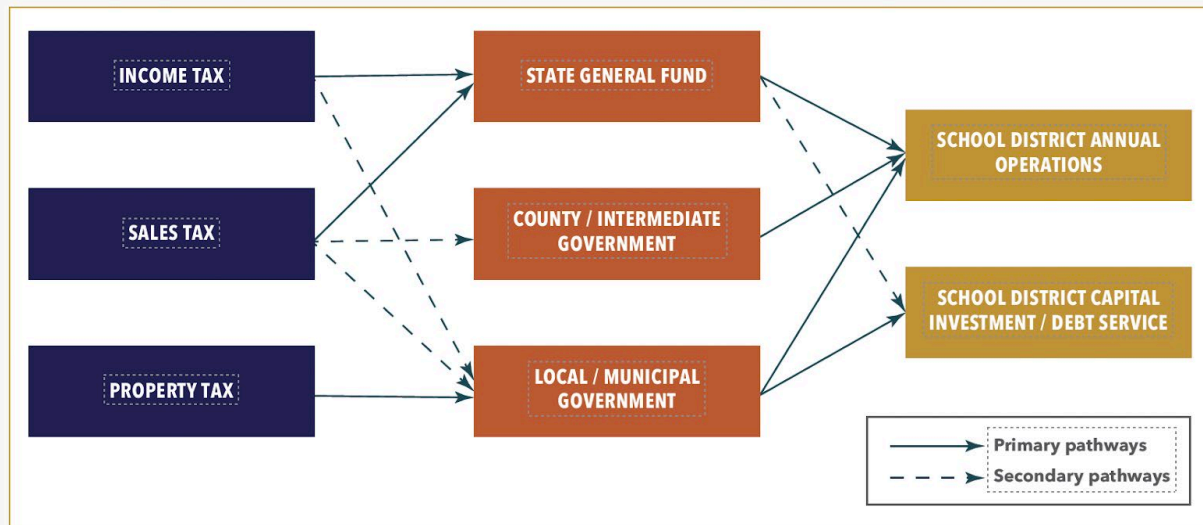 INCOME TAX
STATE GENERAL FUND
SCHOOL DISTRICT ANNUAL
OPERATIONS
SALES TAX
COUNTY / INTERMEDIATE
GOVERNMENT
SCHOOL DISTRICT CAPITAL
INVESTMENT / DEBT SERVICE
PROPERTY TAX
LOCAL / MUNICIPAL
GOVERNMENT
Primary pathways
Secondary pathways